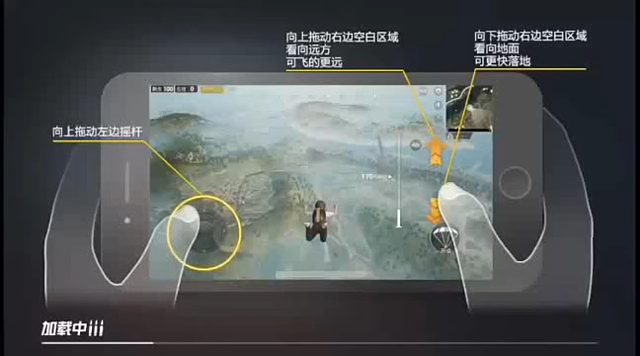 向上拖动右边空白区域
看向远方
可飞的更远
向下拖动右边空白区域
看向地面
可更快落地
向上拖动左边摇杆
加载中